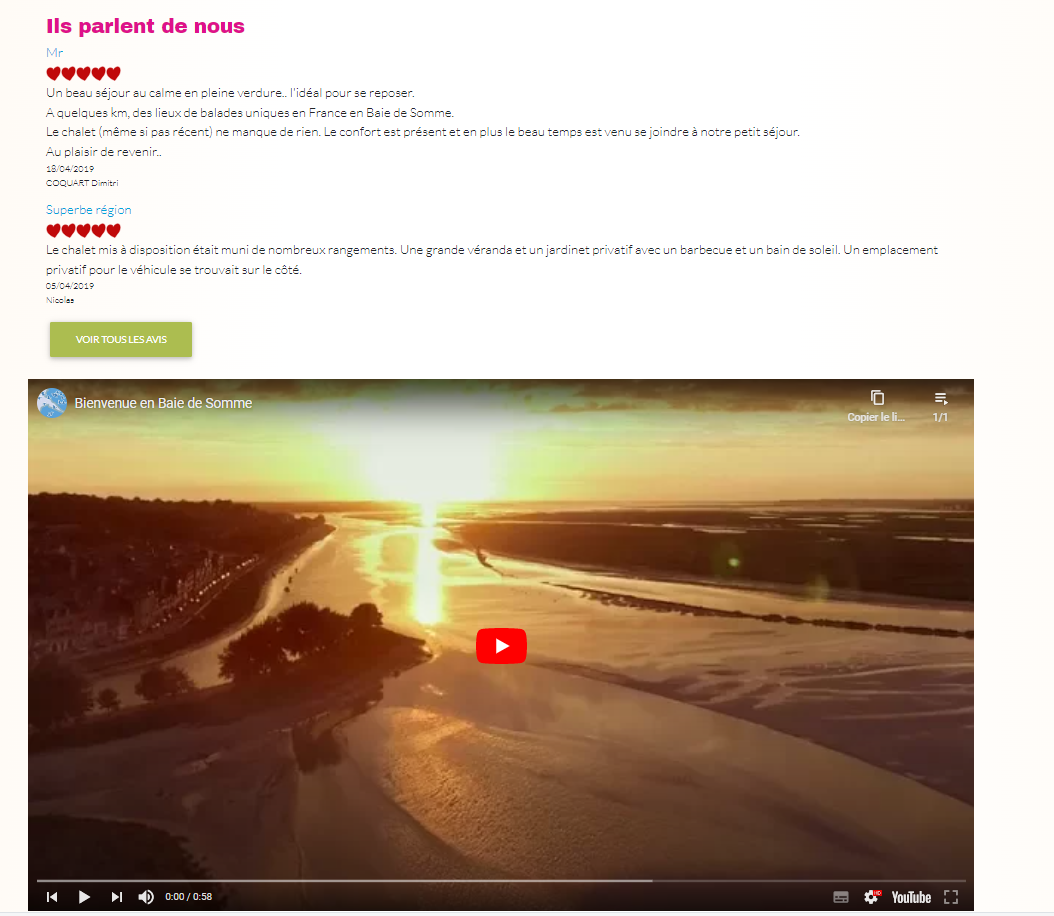 Ils parlent de nous
Mr
Un beau séjour au calme en pleine verdure.. l'idéal pour se reposer.
A quelques km, des lieux de balades uniques en France en Baie de Somme.
Le chalet (même si pas récent) ne manque de rien. Le confort est présent et en plus le beau temps est venu se joindre à notre petit séjour.
Au plaisir de revenir..
18/04/2019
COQUART Dimitri
Superbe région
Le chalet mis à disposition était muni de nombreux rangements. Une grande véranda et un jardinet privatif avec un barbecue et un bain de soleil. Un emplacement
privatif pour le véhicule se trouvait sur le côté.
05/04/2019
Nicolas
VOIR TOUS LES AVIS
Bienvenue en Baie de Somme
Copier le li...
1/1
0:00 / 0:58
HD
YouTube